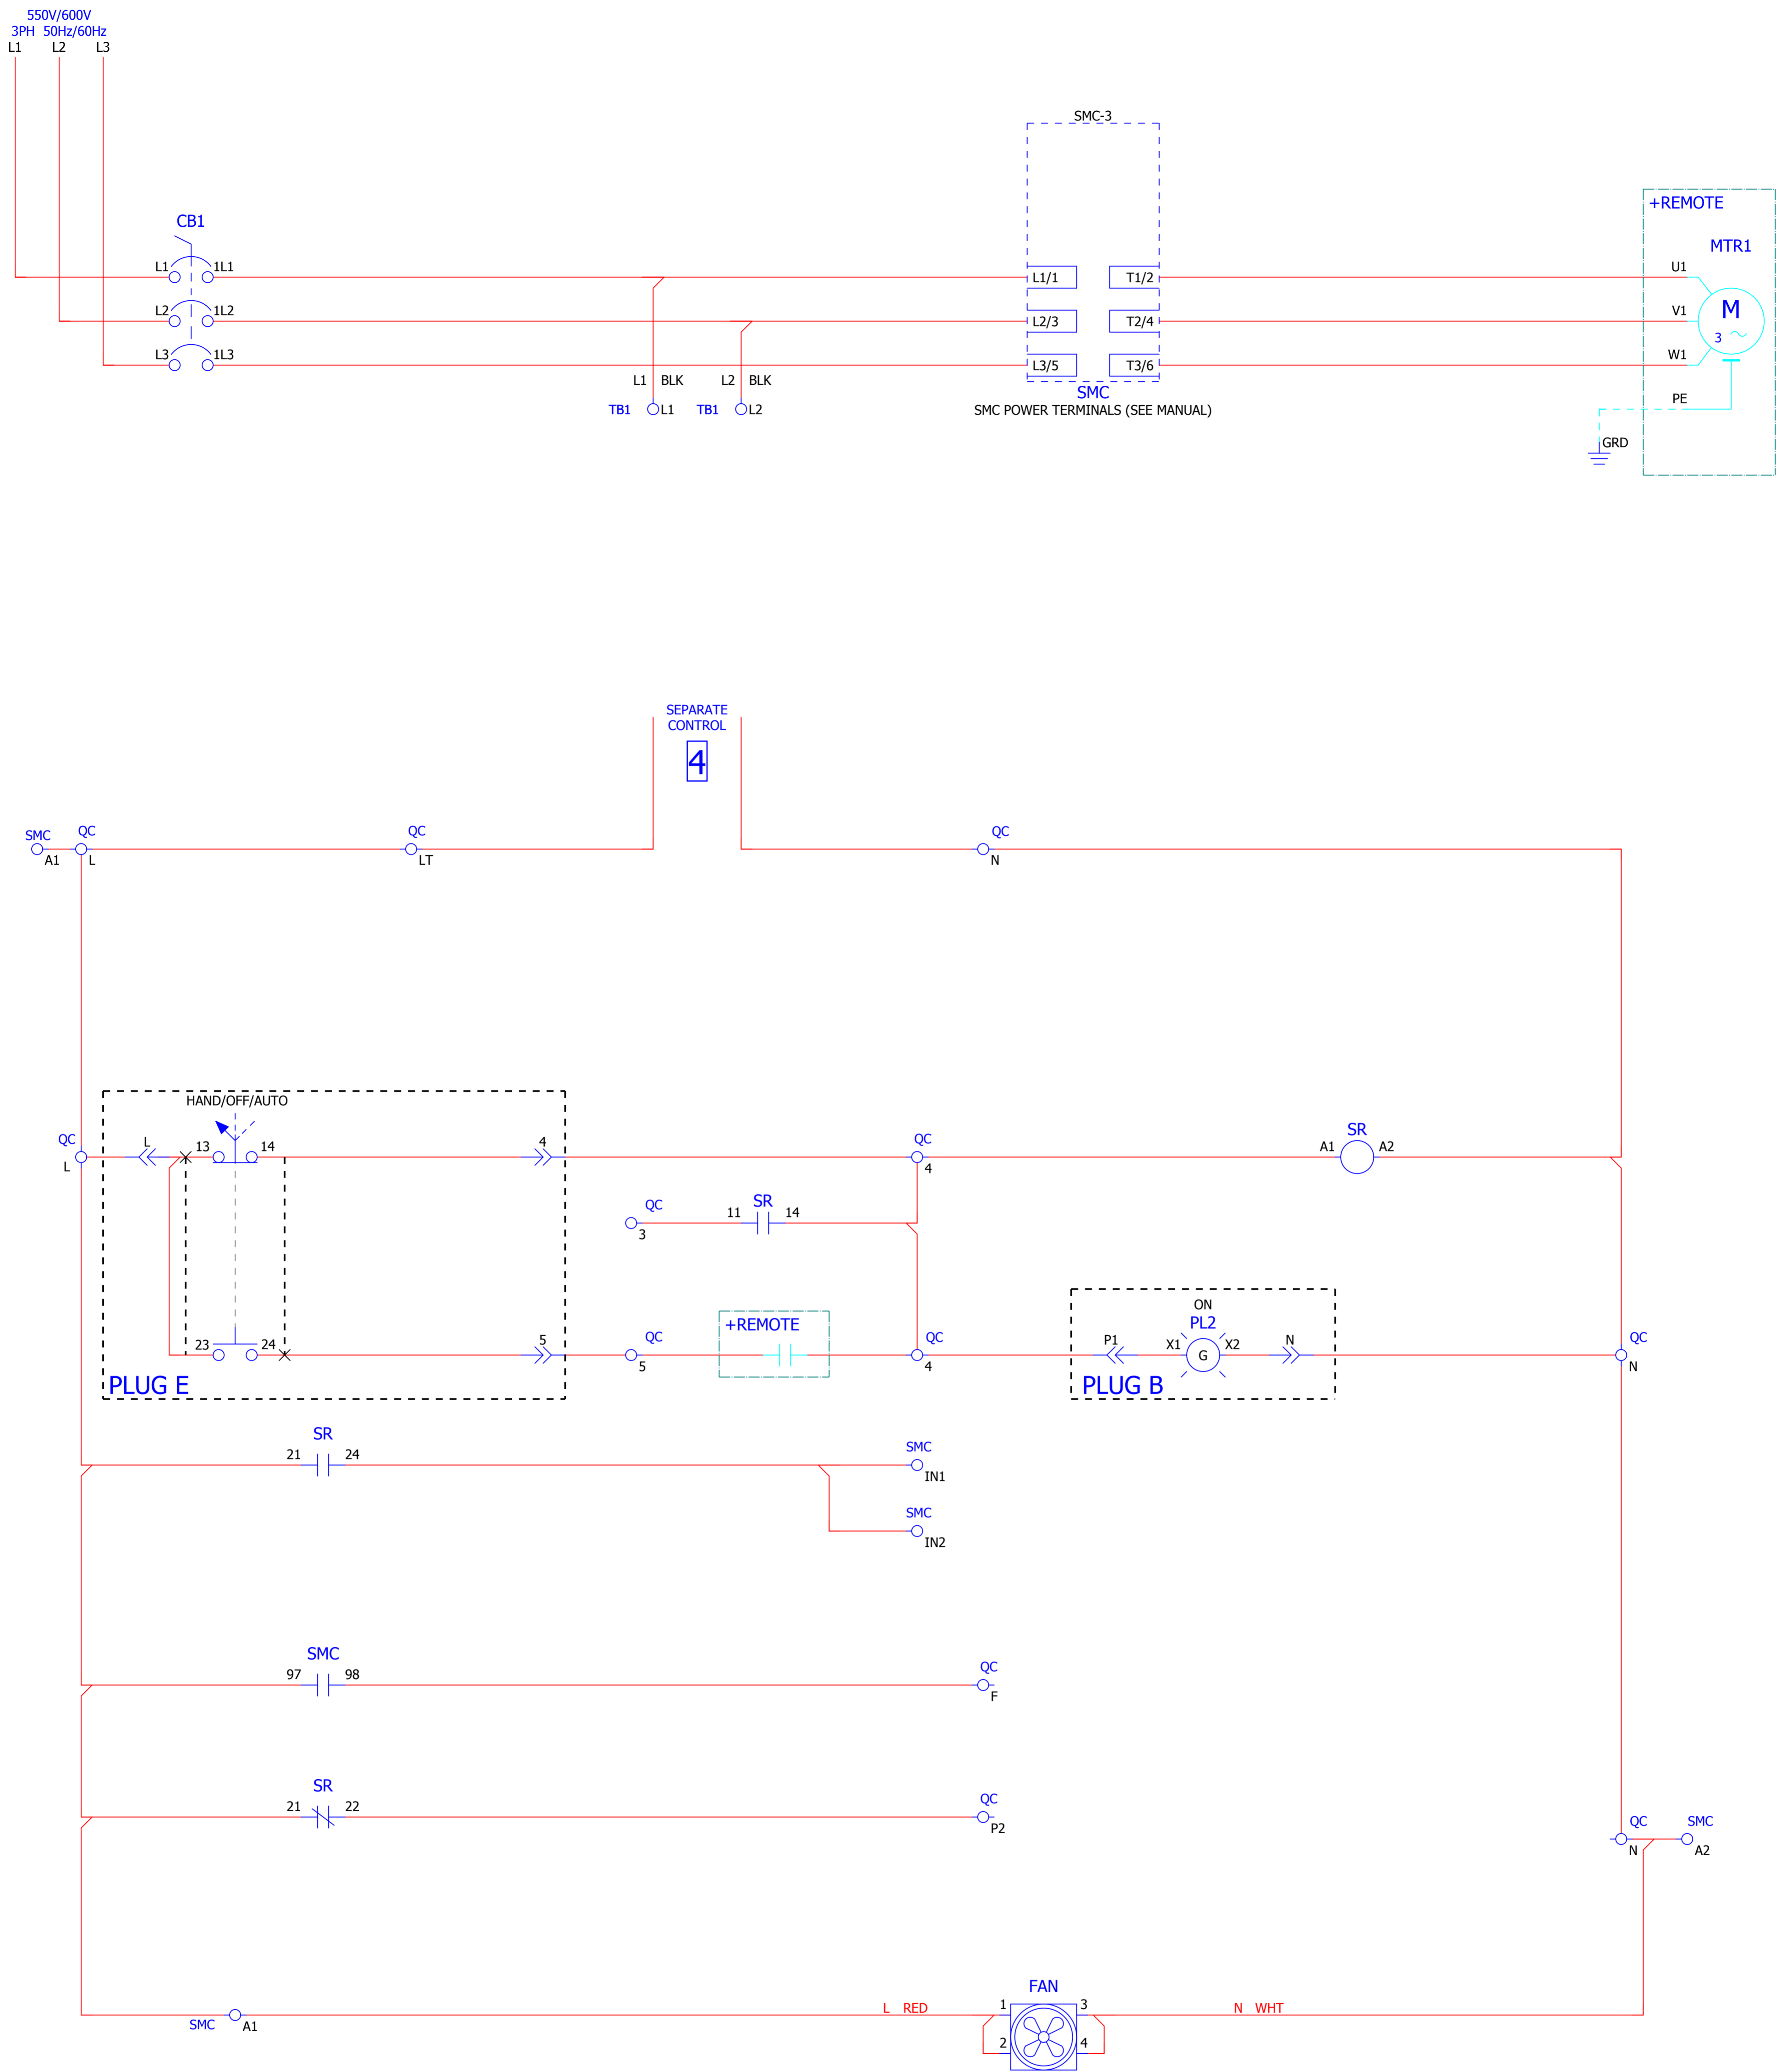 550V/600V
3PH 50Hz/60Hz
L1 L2 L3
SMC-3
+REMOTE
CB1
MTR1
L1 1L1
L1/1 T1/2
U1
L2 1L2
L2/3 T2/4
V1
M
3
L3 1L3
L3/5 T3/6
W1
L1 BLK L2 BLK
SMC
PE
TB1 L1 TB1 L2
SMC POWER TERMINALS (SEE MANUAL)
GRD
SEPARATE
CONTROL
4
SMC QC QC QC
A1 L LT N
HAND/OFF/AUTO
QC L 13 14 4 QC A1 SR A2
L 4
QC 11 SR 14
3
+REMOTE
ON
PL2
23 24 5 QC P1 X1 G X2 N QC
5 4 N
PLUG E
PLUG B
SR
21 24
SMC
IN1
SMC
IN2
SMC
97 98
QC
F
SR
21 22
QC
P2
QC SMC
N A2
FAN
L RED 1 3 N WHT
SMC A1
2 4